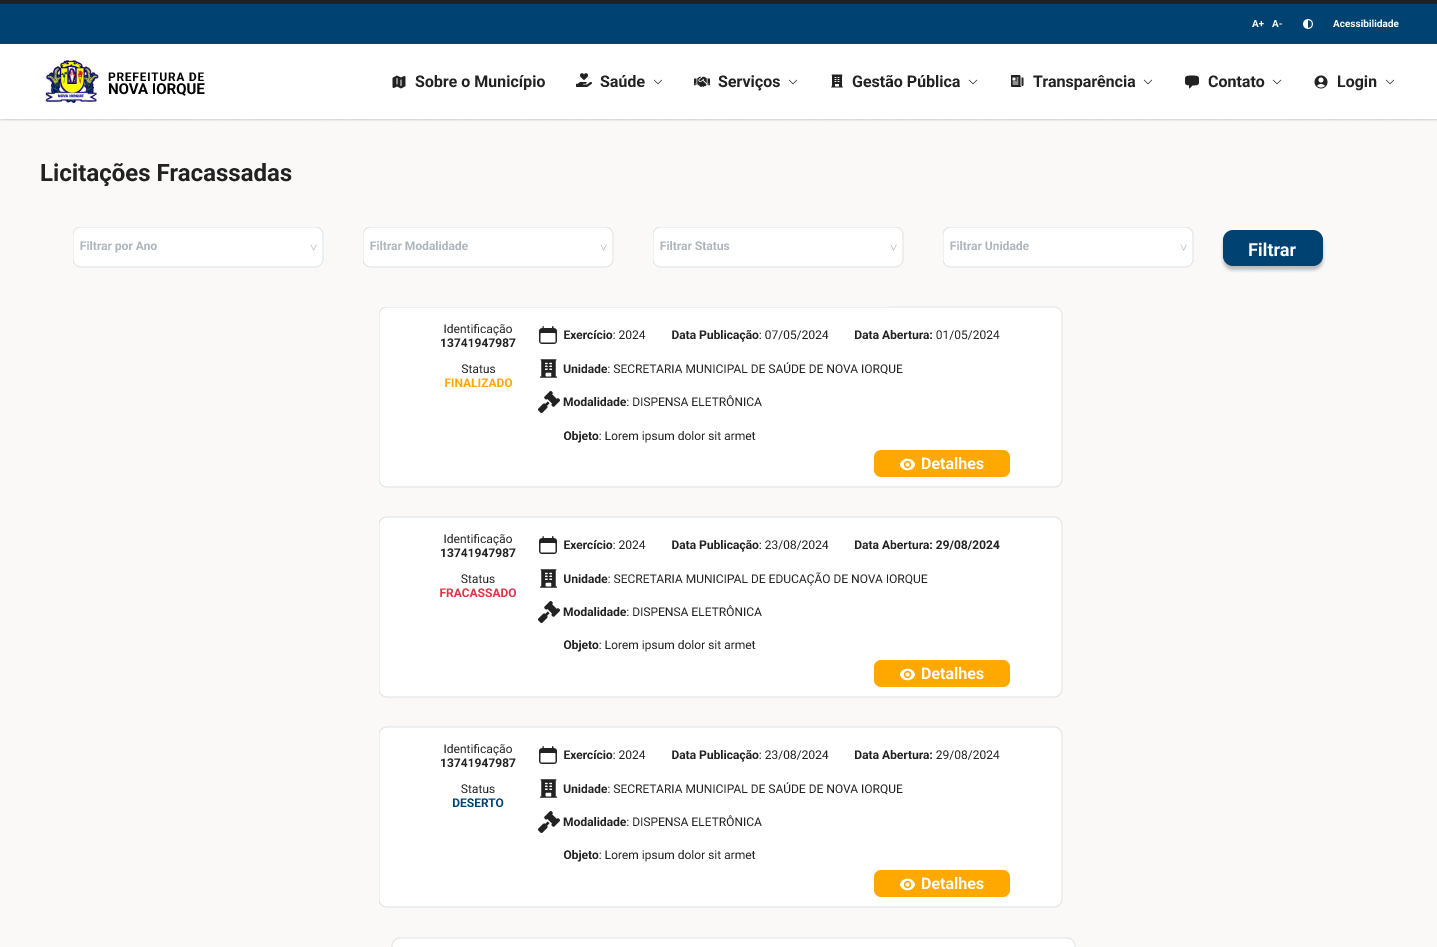 A+ A- Acessibilidade
PREFEITURA DE
NOVA IORQUE
Sobre o Município Saúde Serviços Gestão Pública Transparência Contato Login
Licitações Fracassadas
Filtrar por Ano Filtrar Modalidade Filtrar Status Filtrar Unidade Filtrar
Identificação
13741947987
Status
FINALIZADO
Exercício: 2024 Data Publicação: 07/05/2024 Data Abertura: 01/05/2024
Unidade: SECRETARIA MUNICIPAL DE SAÚDE DE NOVA IORQUE
Modalidade: DISPENSA ELETRÔNICA
Objeto: Lorem ipsum dolor sit armet
Detalhes
Identificação
13741947987
Status
FRACASSADO
Exercício: 2024 Data Publicação: 23/08/2024 Data Abertura: 29/08/2024
Unidade: SECRETARIA MUNICIPAL DE EDUCAÇÃO DE NOVA IORQUE
Modalidade: DISPENSA ELETRÔNICA
Objeto: Lorem ipsum dolor sit armet
Detalhes
Identificação
13741947987
Status
DESERTO
Exercício: 2024 Data Publicação: 23/08/2024 Data Abertura: 29/08/2024
Unidade: SECRETARIA MUNICIPAL DE SAÚDE DE NOVA IORQUE
Modalidade: DISPENSA ELETRÔNICA
Objeto: Lorem ipsum dolor sit armet
Detalhes